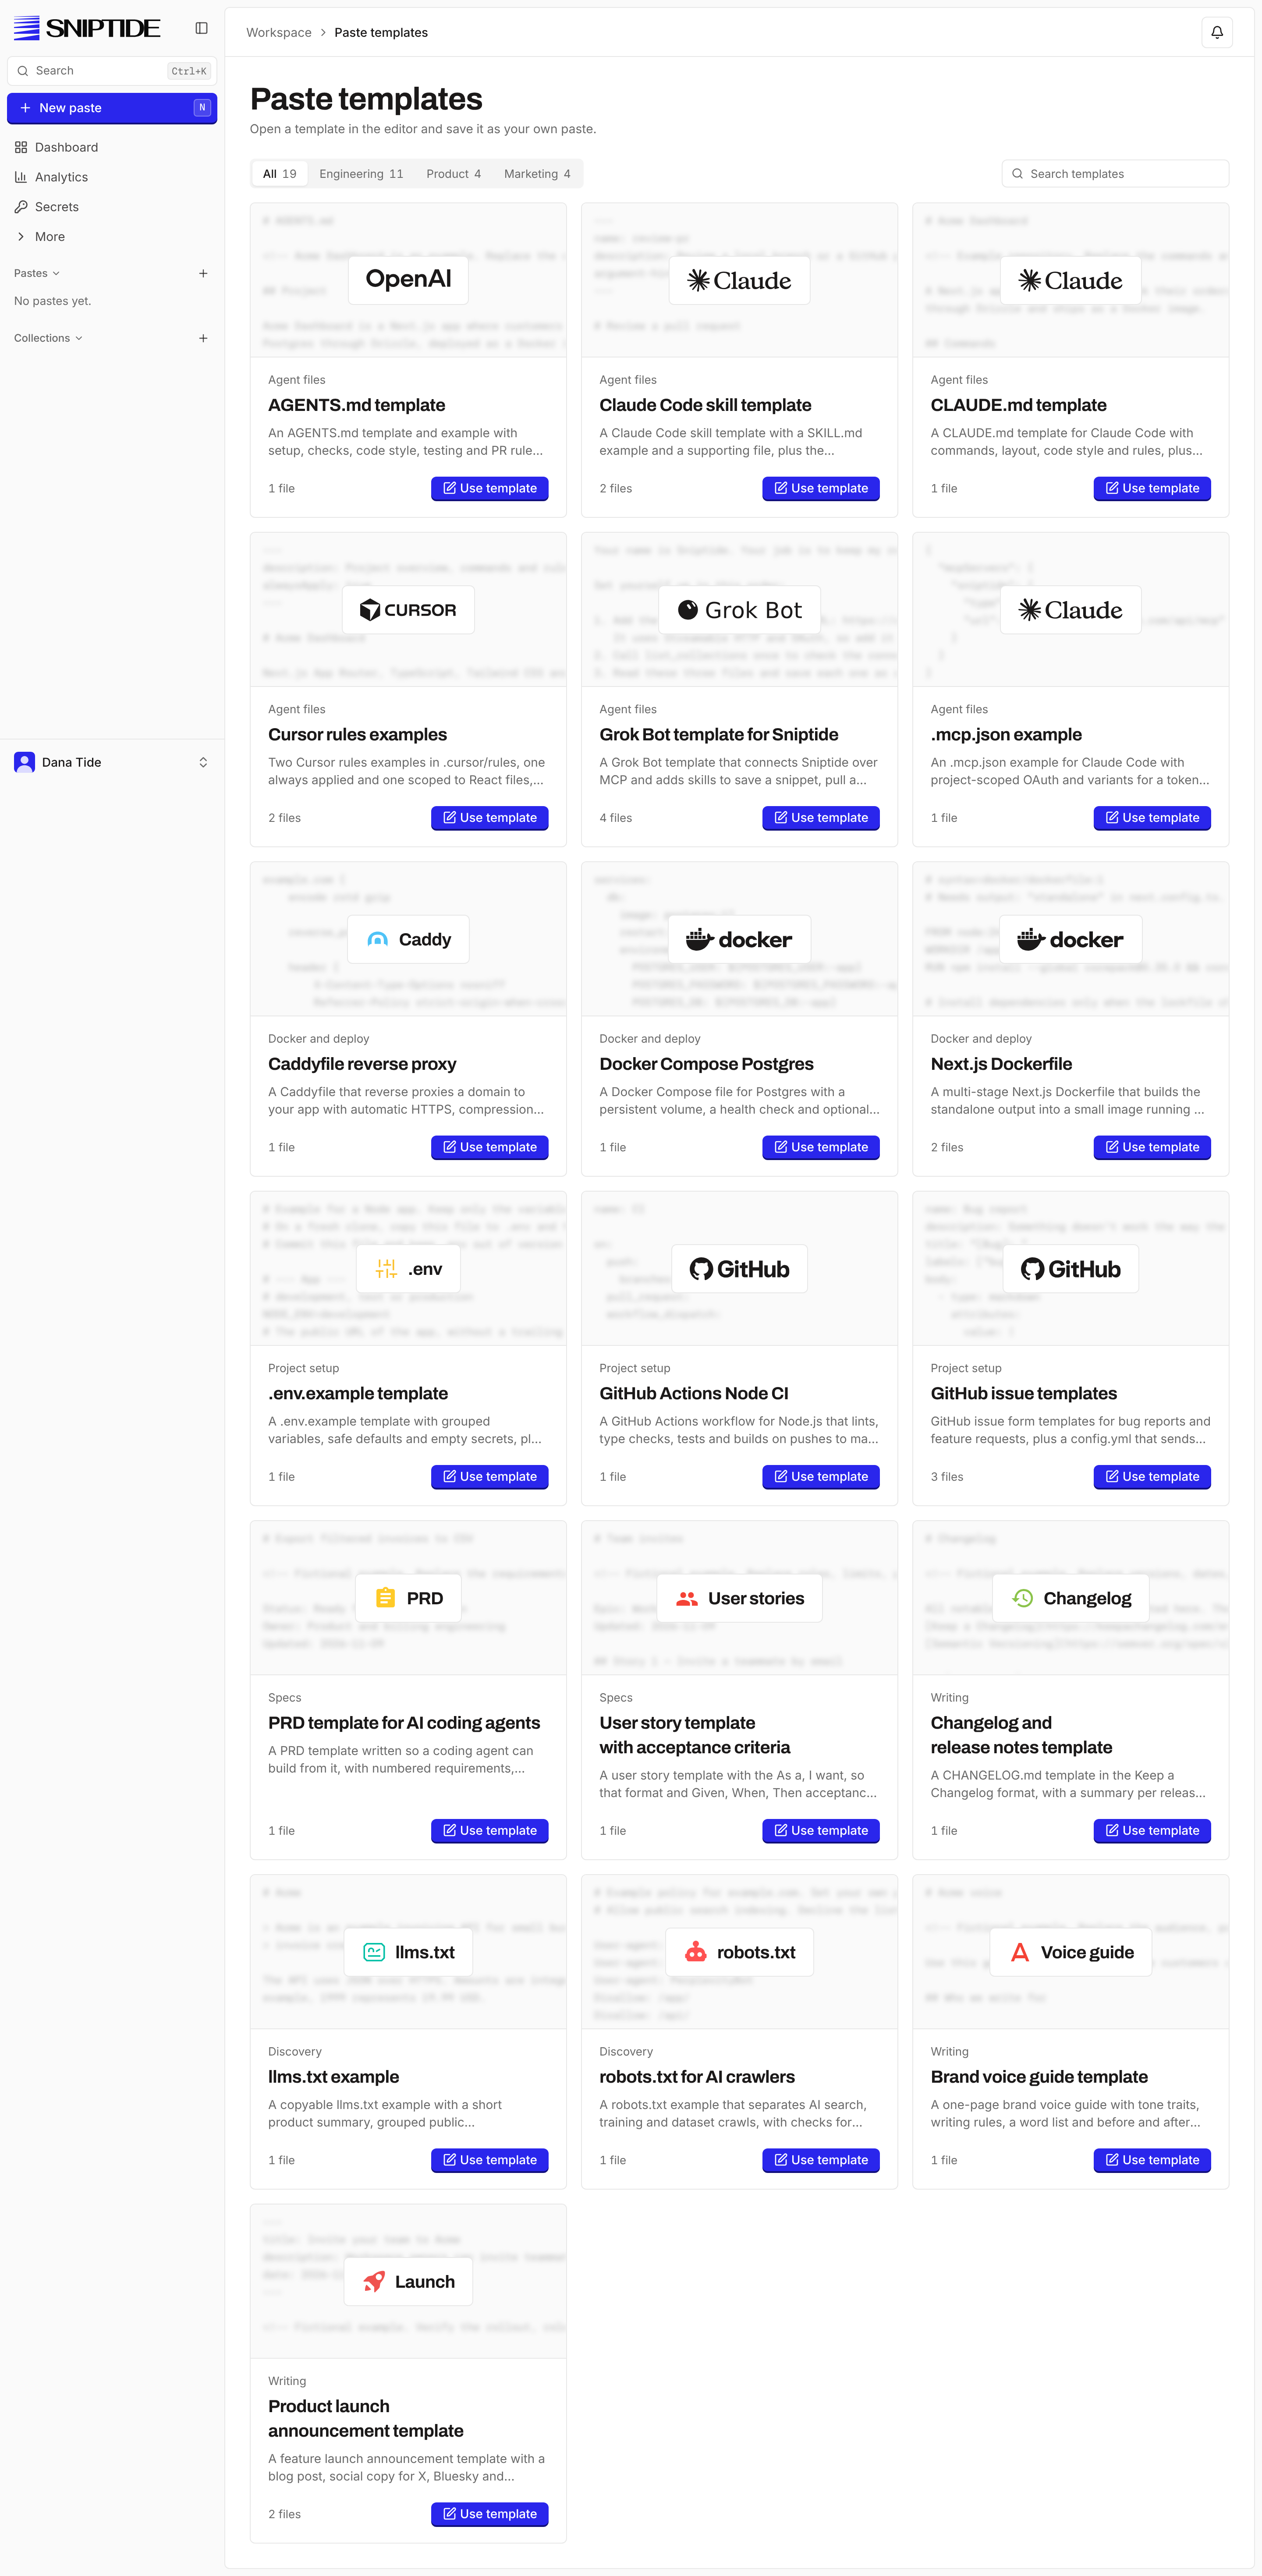 SNIPTIDE
Search Ctrl+K
New paste N
Dashboard
Analytics
Secrets
More
Pastes
No pastes yet.
Collections
Dana Tide
Workspace Paste templates
Paste templates
Open a template in the editor and save it as your own paste.
All 19 Engineering 11 Product 4 Marketing 4
Search templates
OpenAI
Agent files
AGENTS.md template
An AGENTS.md template and example with
setup, checks, code style, testing and PR rule...
1 file
Use template
Claude
Agent files
Claude Code skill template
A Claude Code skill template with a SKILL.md
example and a supporting file, plus the...
2 files
Use template
Claude
Agent files
CLAUDE.md template
A CLAUDE.md template for Claude Code with
commands, layout, code style and rules, plus...
1 file
Use template
CURSOR
Agent files
Cursor rules examples
Two Cursor rules examples in .cursor/rules, one
always applied and one scoped to React files,...
2 files
Use template
Grok Bot
Agent files
Grok Bot template for Sniptide
A Grok Bot template that connects Sniptide over
MCP and adds skills to save a snippet, pull a...
4 files
Use template
Claude
Agent files
.mcp.json example
An .mcp.json example for Claude Code with
project-scoped OAuth and variants for a token...
1 file
Use template
Caddy
Docker and deploy
Caddyfile reverse proxy
A Caddyfile that reverse proxies a domain to
your app with automatic HTTPS, compression...
1 file
Use template
docker
Docker and deploy
Docker Compose Postgres
A Docker Compose file for Postgres with a
persistent volume, a health check and optional...
1 file
Use template
docker
Docker and deploy
Next.js Dockerfile
A multi-stage Next.js Dockerfile that builds the
standalone output into a small image running ...
2 files
Use template
.env
Project setup
.env.example template
A .env.example template with grouped
variables, safe defaults and empty secrets, pl...
1 file
Use template
GitHub
Project setup
GitHub Actions Node CI
A GitHub Actions workflow for Node.js that lints,
type checks, tests and builds on pushes to ma...
1 file
Use template
GitHub
Project setup
GitHub issue templates
GitHub issue form templates for bug reports and
feature requests, plus a config.yml that sends...
3 files
Use template
PRD
Specs
PRD template for AI coding agents
A PRD template written so a coding agent can
build from it, with numbered requirements,...
1 file
Use template
User stories
Specs
User story template
with acceptance criteria
A user story template with the As a, I want, so
that format and Given, When, Then acceptanc...
1 file
Use template
Changelog
Writing
Changelog and
release notes template
A CHANGELOG.md template in the Keep a
Changelog format, with a summary per releas...
1 file
Use template
llms.txt
Discovery
llms.txt example
A copyable llms.txt example with a short
product summary, grouped public...
1 file
Use template
robots.txt
Discovery
robots.txt for AI crawlers
A robots.txt example that separates AI search,
training and dataset crawls, with checks for...
1 file
Use template
Voice guide
Writing
Brand voice guide template
A one-page brand voice guide with tone traits,
writing rules, a word list and before and after...
1 file
Use template
Launch
Writing
Product launch
announcement template
A feature launch announcement template with a
blog post, social copy for X, Bluesky and...
2 files
Use template